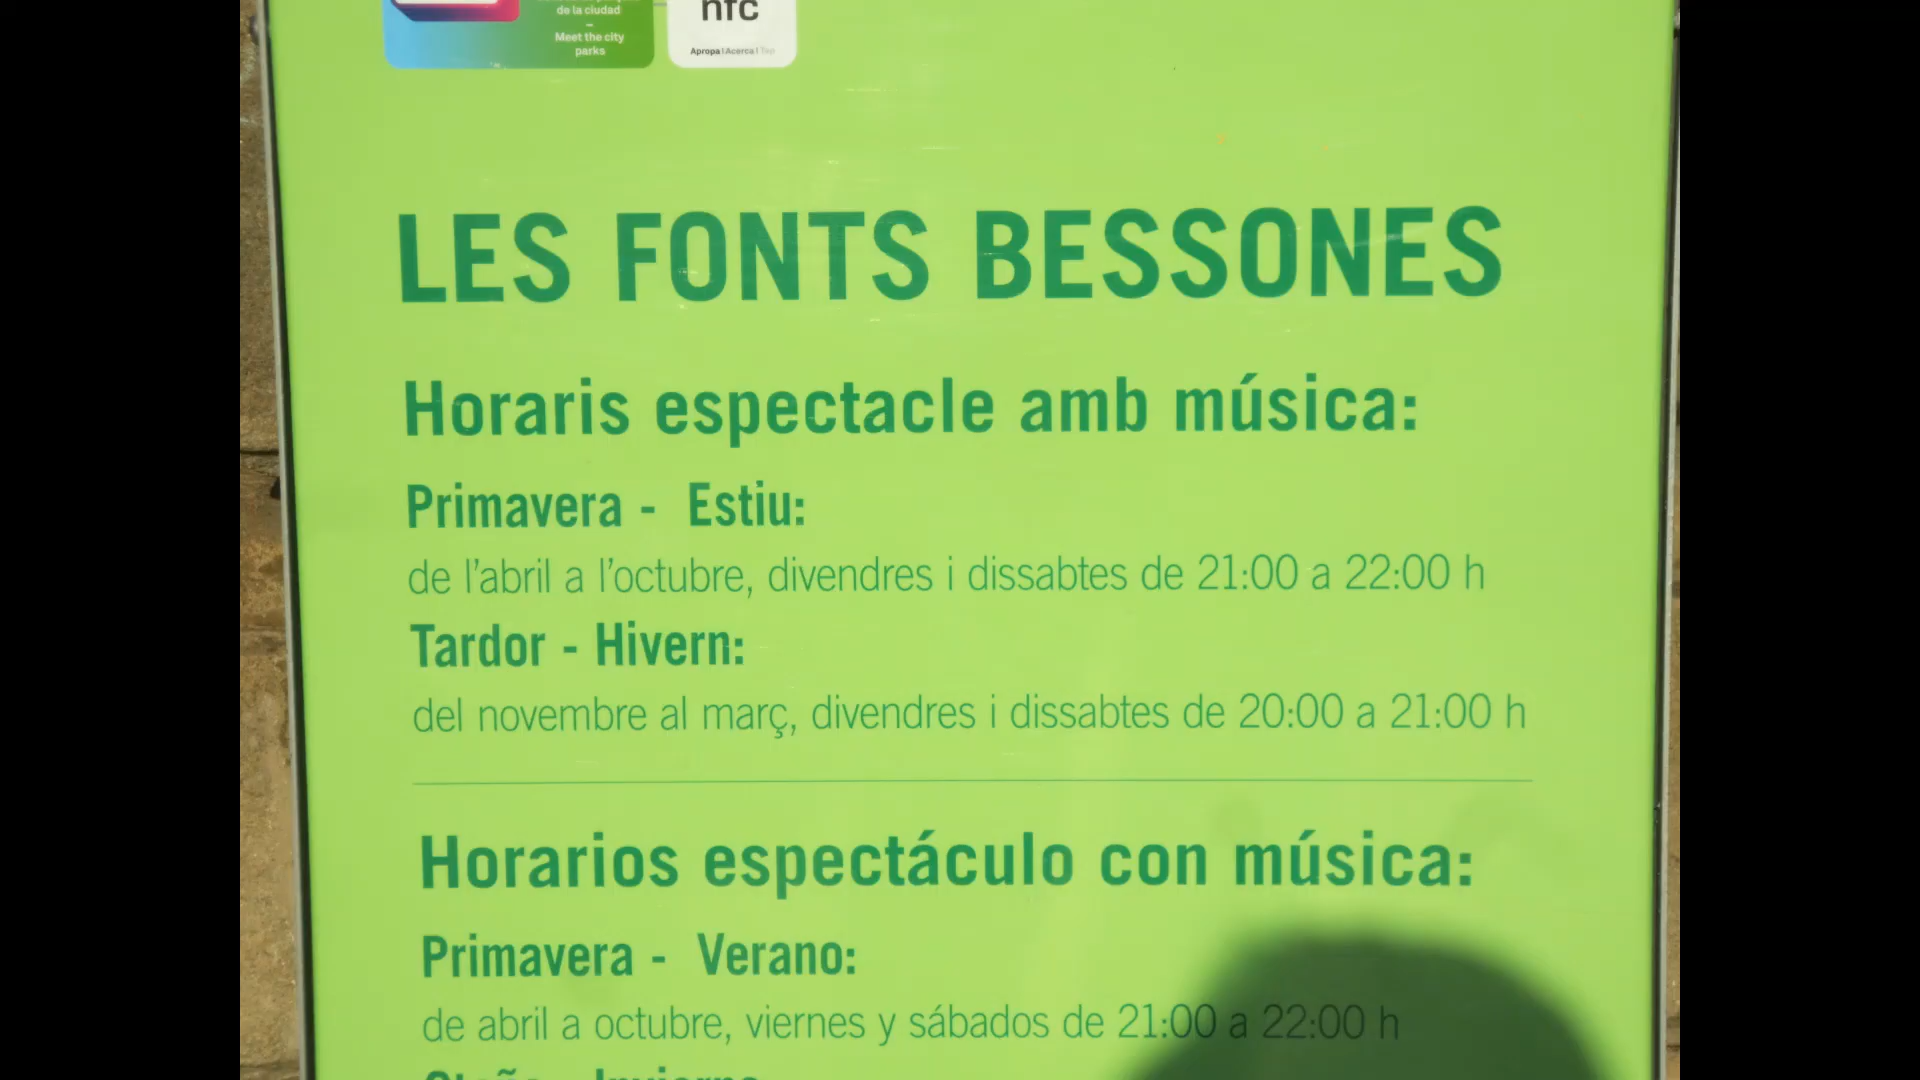 de la ciudad
–
Meet the city
parks
nfc
Apropa | Acerca | Tap
LES FONTS BESSONES
Horaris espectacle amb música:
Primavera - Estiu:
de l’abril a l’octubre, divendres i dissabtes de 21:00 a 22:00 h
Tardor - Hivern:
del novembre al març, divendres i dissabtes de 20:00 a 21:00 h
Horarios espectáculo con música:
Primavera - Verano:
de abril a octubre, viernes y sábados de 21:00 a 22:00 h